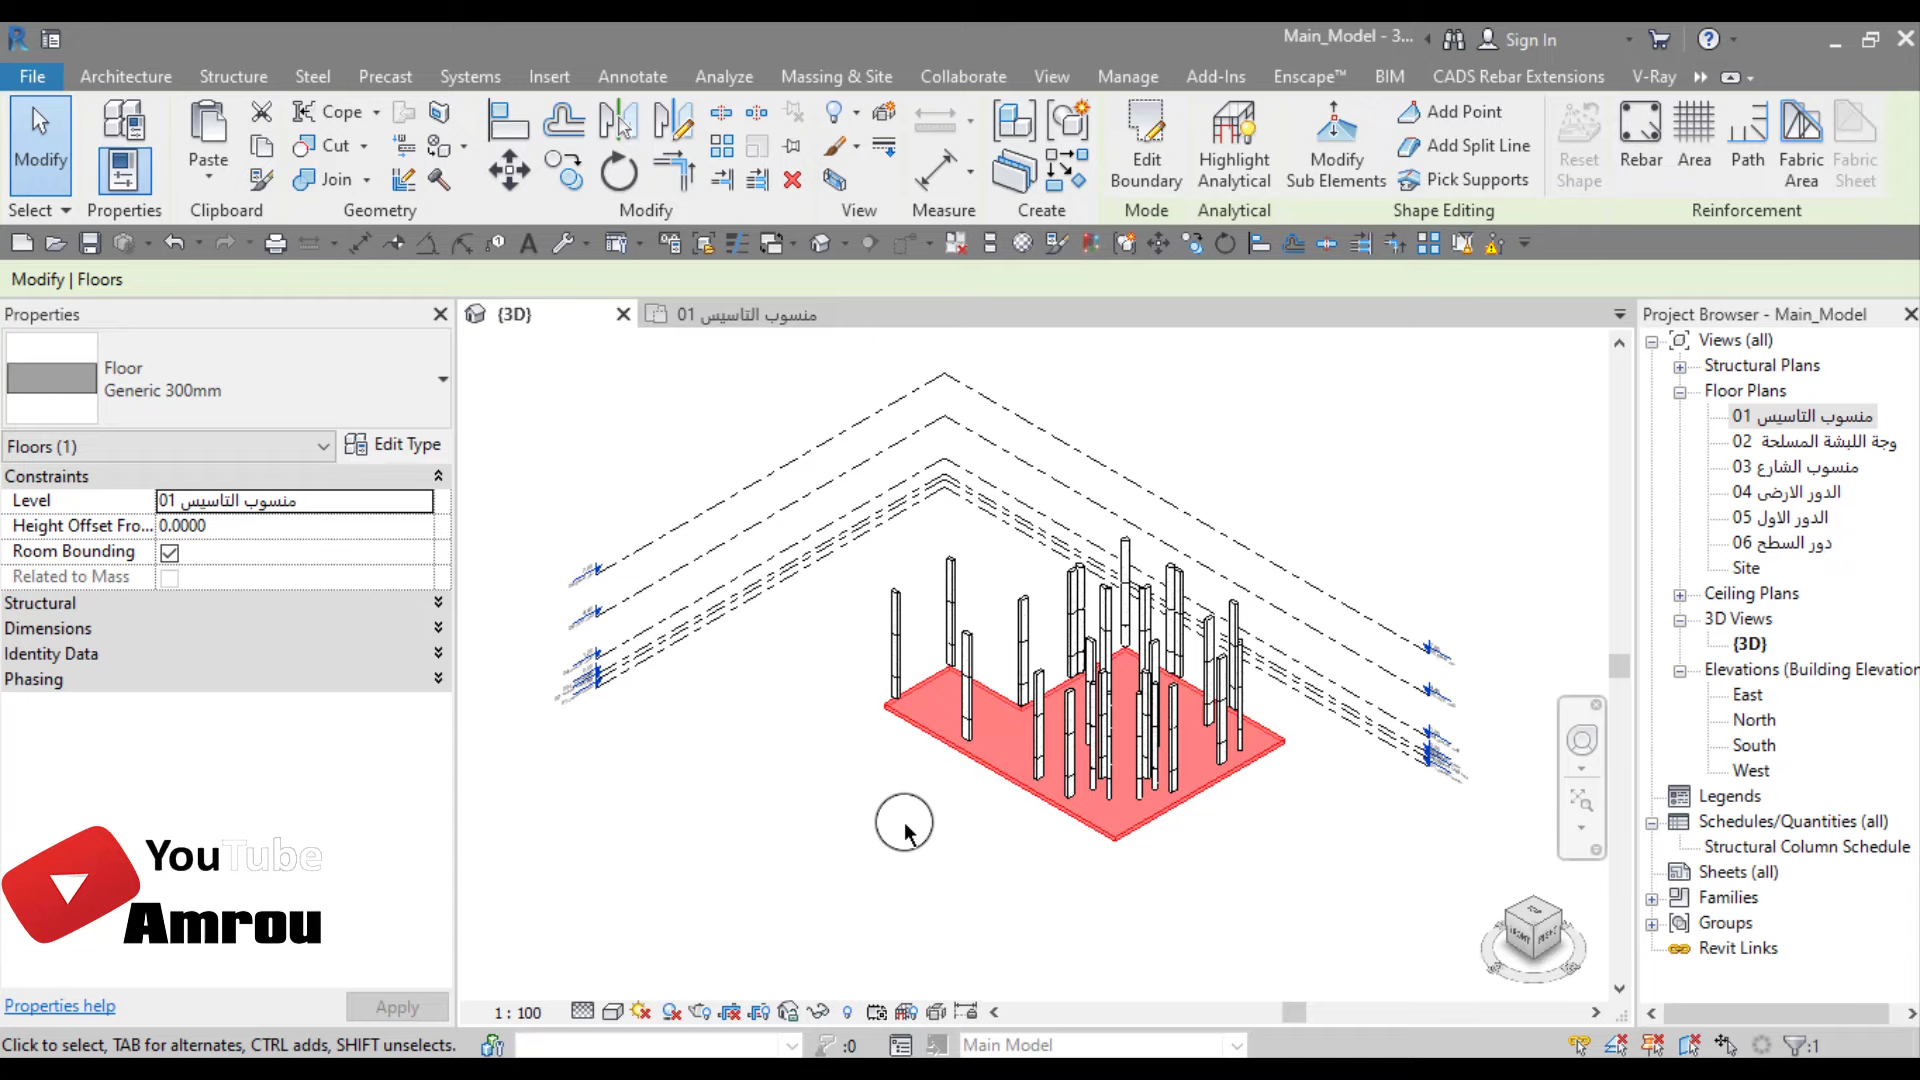 Main_Model - 3...
Sign In
File Architecture Structure Steel Precast Systems Insert Annotate Analyze Massing & Site Collaborate View Manage Add-Ins Enscape™ BIM CADS Rebar Extensions V-Ray
Modify
Paste
Cope
Cut
Join
Edit Boundary
Highlight Analytical
Modify Sub Elements
Add Point
Add Split Line
Pick Supports
Reset Shape
Rebar
Area
Path
Fabric Area
Fabric Sheet
Select Properties Clipboard Geometry Modify View Measure Create Mode Analytical Shape Editing Reinforcement
Modify | Floors
Properties
{3D}
منسوب التاسيس 01
Project Browser - Main_Model
Floor
Generic 300mm
Floors (1)
Edit Type
Constraints
Level
منسوب التاسيس 01
Height Offset Fro... 0.0000
Room Bounding
Related to Mass
Structural
Dimensions
Identity Data
Phasing
Views (all)
Structural Plans
Floor Plans
منسوب التاسيس 01
وجة اللبشة المسلحة 02
منسوب الشارع 03
الدور الارضى 04
الدور الاول 05
دور السطح 06
Site
Ceiling Plans
3D Views
{3D}
Elevations (Building Elevation
East
North
South
West
Legends
Schedules/Quantities (all)
Structural Column Schedule
Sheets (all)
Families
Groups
Revit Links
TOP
FRONT
RIGHT
YouTube
Amrou
Properties help
Apply
1 : 100
Click to select, TAB for alternates, CTRL adds, SHIFT unselects.
:0
Main Model
:1